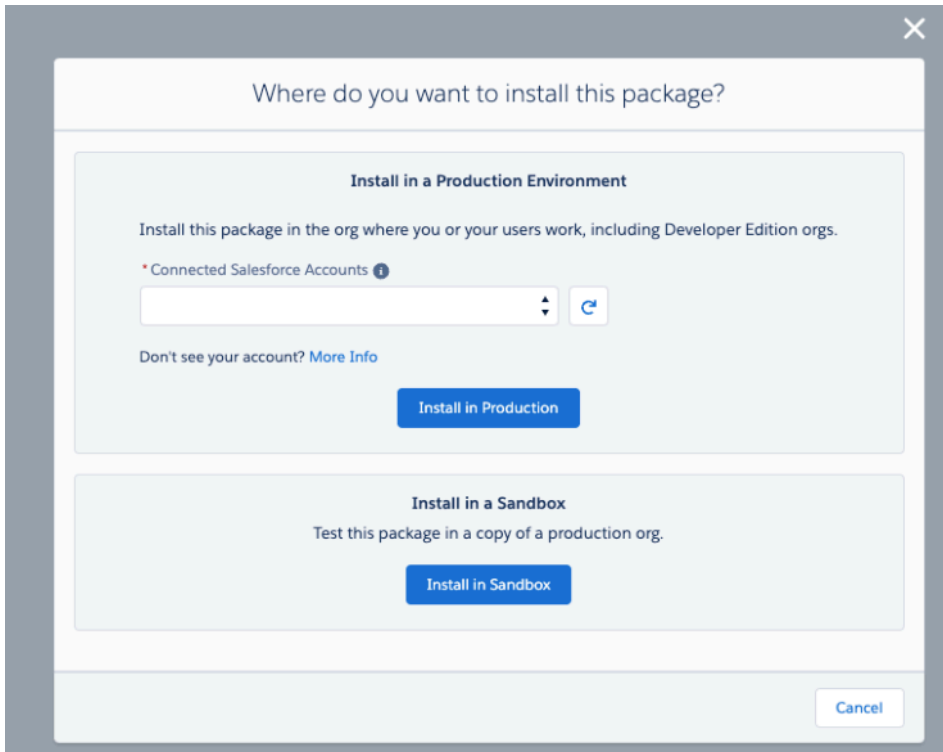 Where do you want to install this package?
Install in a Production Environment
Install this package in the org where you or your users work, including Developer Edition orgs.
* Connected Salesforce Accounts
Don't see your account? More Info
Install in Production
Install in a Sandbox
Test this package in a copy of a production org.
Install in Sandbox
Cancel